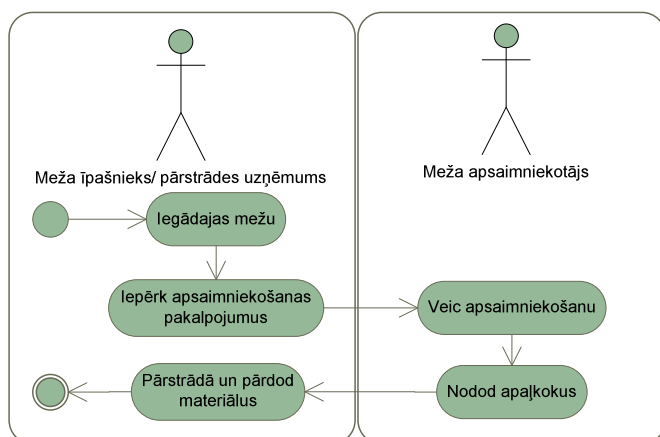 Meža īpašnieks/ pārstrādes uzņēmums
Meža apsaimniekotājs
Iegādajas mežu
Iepērk apsaimniekošanas
pakalpojumus
Veic apsaimniekošanu
Nodod apaļkokus
Pārstrādā un pārdod
materiālus